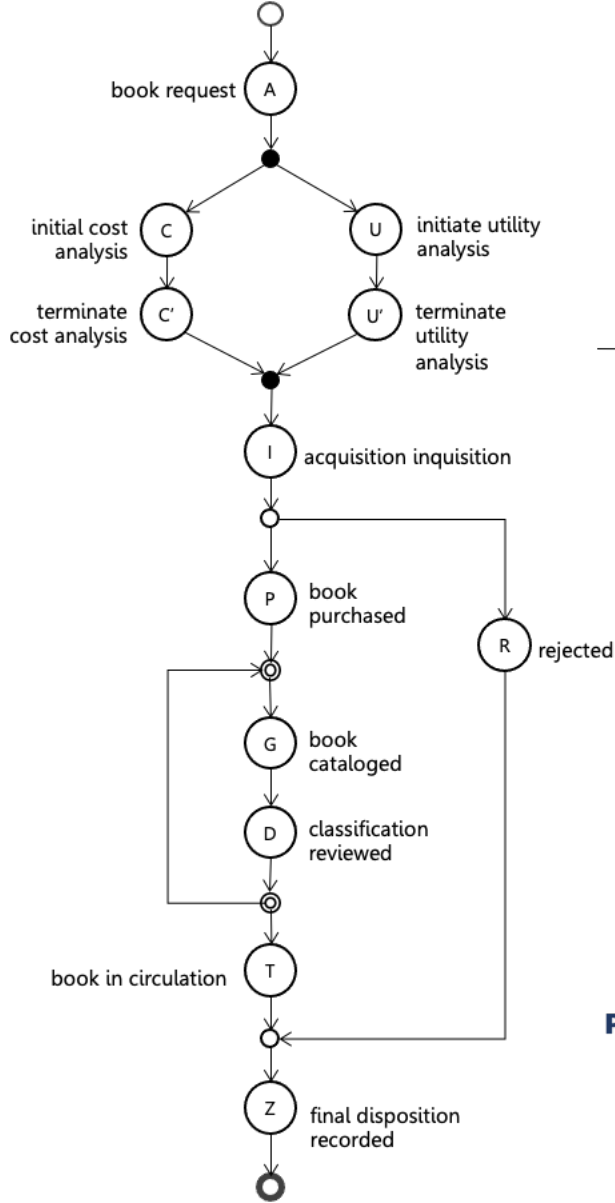 book request
A
C
U
initial cost
analysis
initiate utility
analysis
C'
U'
terminate
cost analysis
terminate
utility
analysis
I
acquisition inquisition
P
book
purchased
R
rejected
G
book
cataloged
D
classification
reviewed
book in circulation
T
P
Z
final disposition
recorded